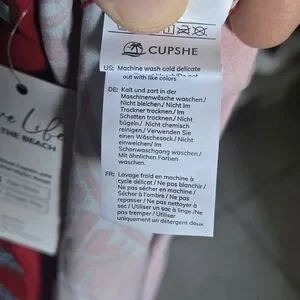 CUPSHE
US: Machine wash cold delicate
out with like colors
DE: Kalt und zart in der
Maschinenwäsche waschen./
Nicht bleichen./ Nicht im
Trockner trocknen./ Im
Schatten trocknen./ Nicht
bügeln./ Nicht chemisch
reinigen./ Verwenden Sie
einen Wäschesack./ Nicht
einweichen/ Im
Schonwaschgang waschen./
Mit ähnlichen Farben
waschen.
FR: Lavage froid en machine à
cycle délicat / Ne pas blanchir /
Ne pas sécher en machine /
Sécher à l'ombre / Ne pas
repasser / Ne pas nettoyer à
sec/ Utiliser un sac à linge /Ne
pas tremper / Utiliser
uniquement un détergent doux
Life
THE BEACH